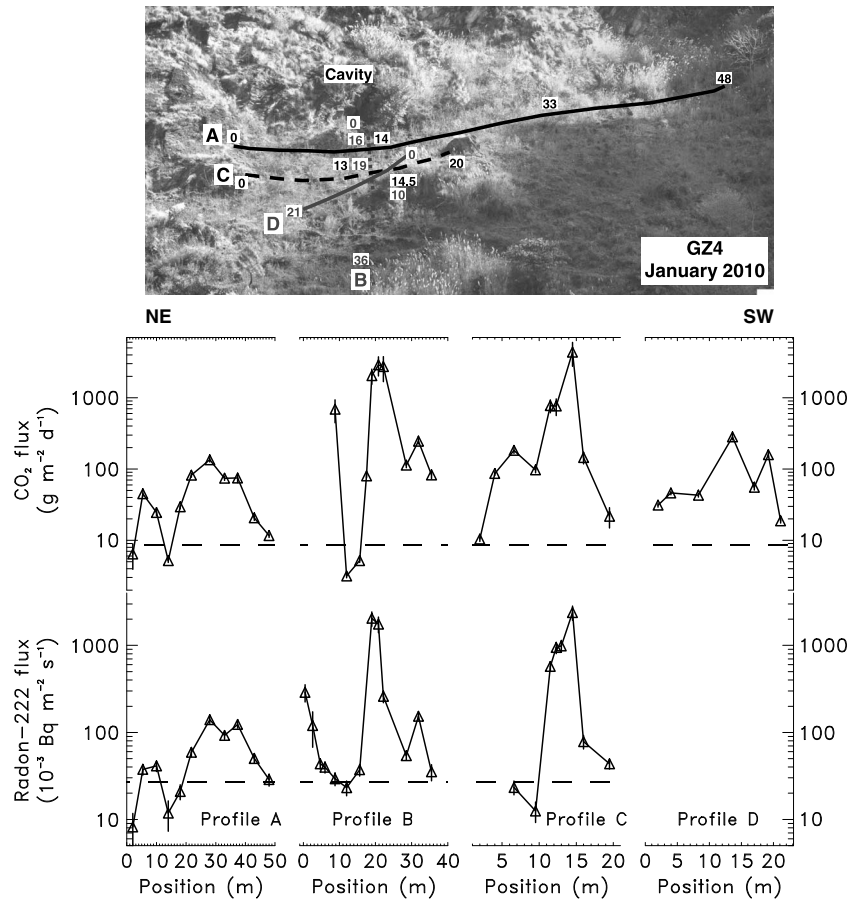 Cavity
48
33
A
0
0
16
14
0
C
0
13
19
20
14.5
10
D
21
36
B
GZ4
January 2010
NE
SW
CO₂ flux
(g m⁻² d⁻¹)
1000
100
10
1000
100
10
Radon−222 flux
(10⁻³ Bq m⁻² s⁻¹)
1000
100
10
1000
100
10
Profile A
Profile B
Profile C
Profile D
0 10 20 30 40 50
0 10 20 30 40
5 10 15 20
0 5 10 15 20
Position (m)
Position (m)
Position (m)
Position (m)